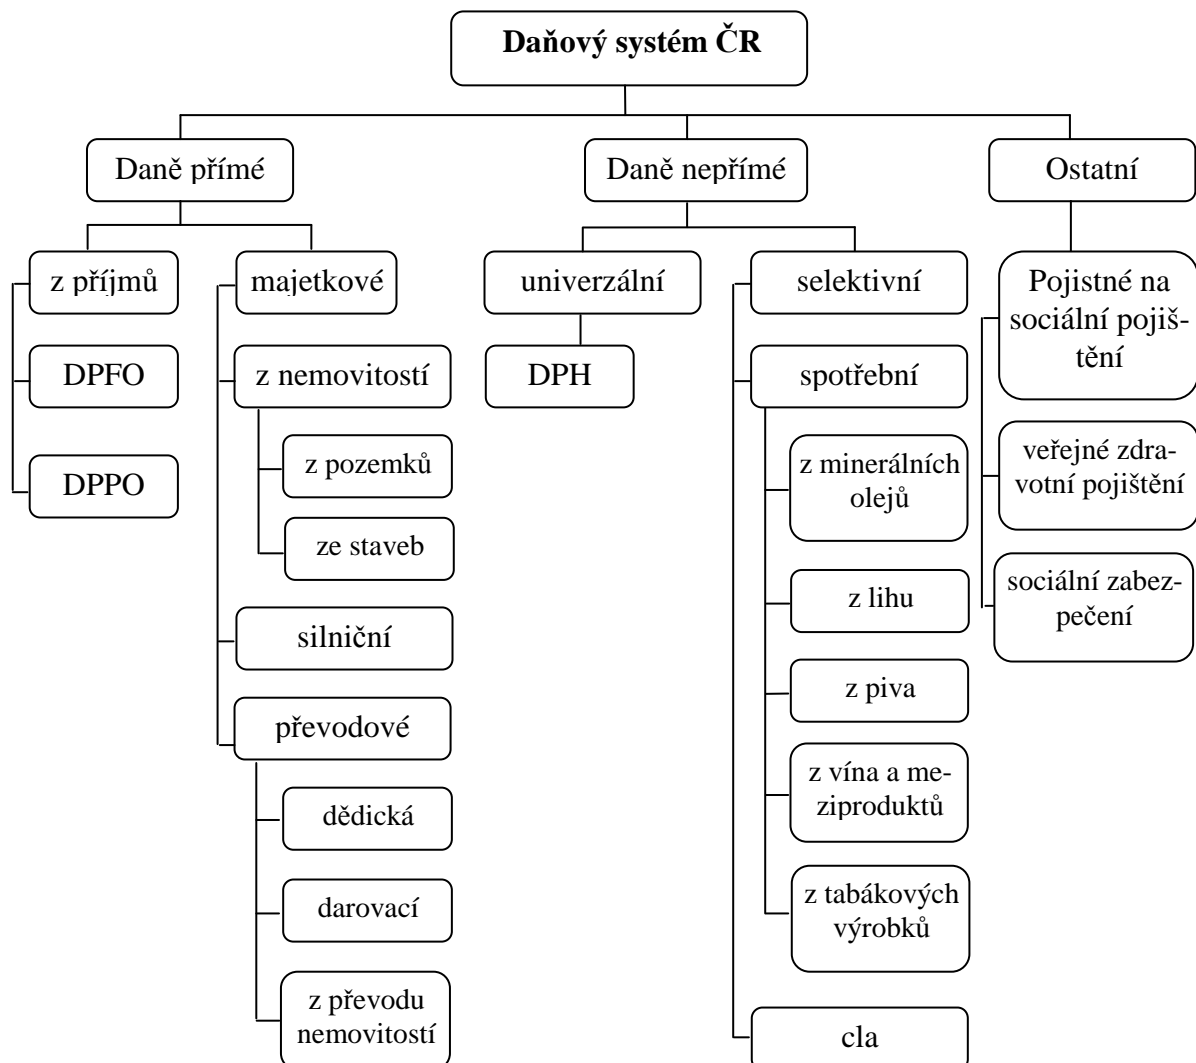 Daňový systém ČR
Daně přímé
Daně nepřímé
Ostatní
z příjmů
majetkové
univerzální
selektivní
Pojistné na
sociální pojiš-
tění
DPFO
z nemovitostí
DPH
spotřební
DPPO
z pozemků
z minerálních
olejů
veřejné zdra-
votní pojištění
ze staveb
z lihu
sociální zabez-
pečení
silniční
z piva
převodové
z vína a me-
ziproduktů
dědická
darovací
z tabákových
výrobků
z převodu
nemovitostí
cla